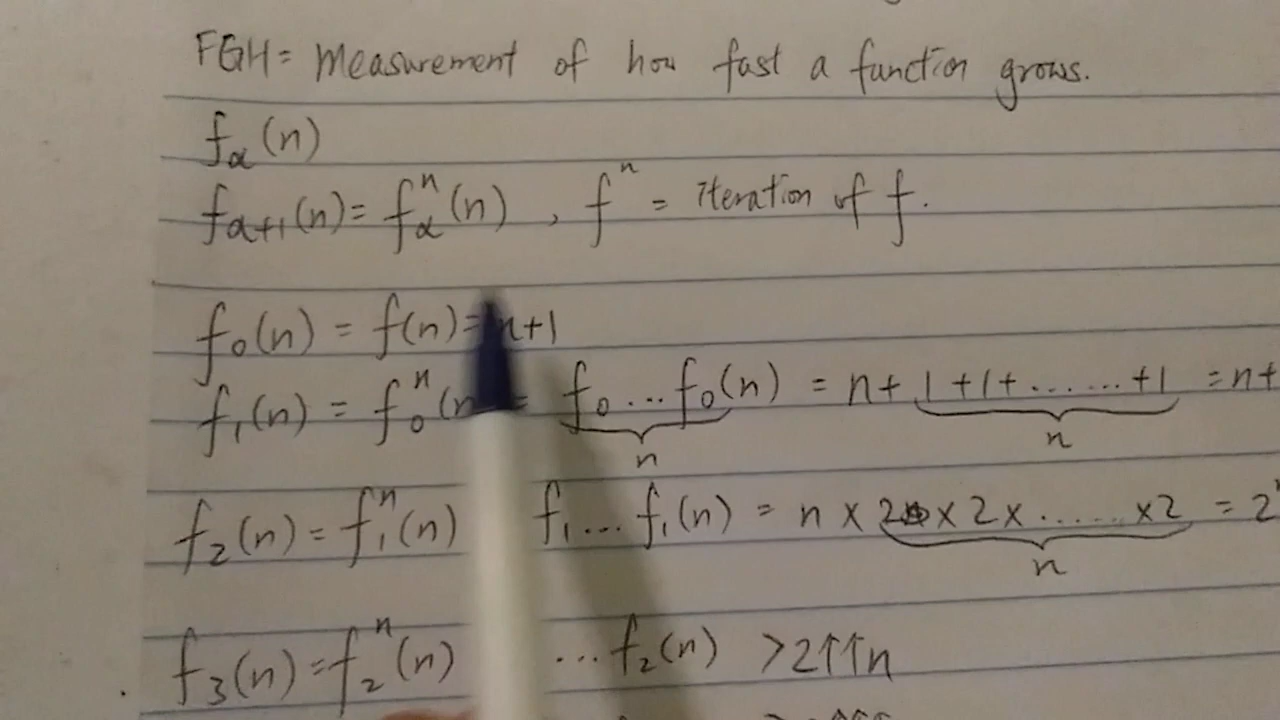 FGH = Measurement of how fast a function grows.
fα(n)
fα+1(n) = fαⁿ(n), fⁿ = iteration of f.
f₀(n) = f(n) = n+1
f₁(n) = f₀ⁿ(n = f₀...f₀(n) = n + 1+1+......+1 = n+
n n
f₂(n) = f₁ⁿ(n) f₁...f₁(n) = n × 2 × 2 × ...... × 2 = 2ⁿ
n
f₃(n) = f₂ⁿ(n) ...f₂(n) > 2↑↑n